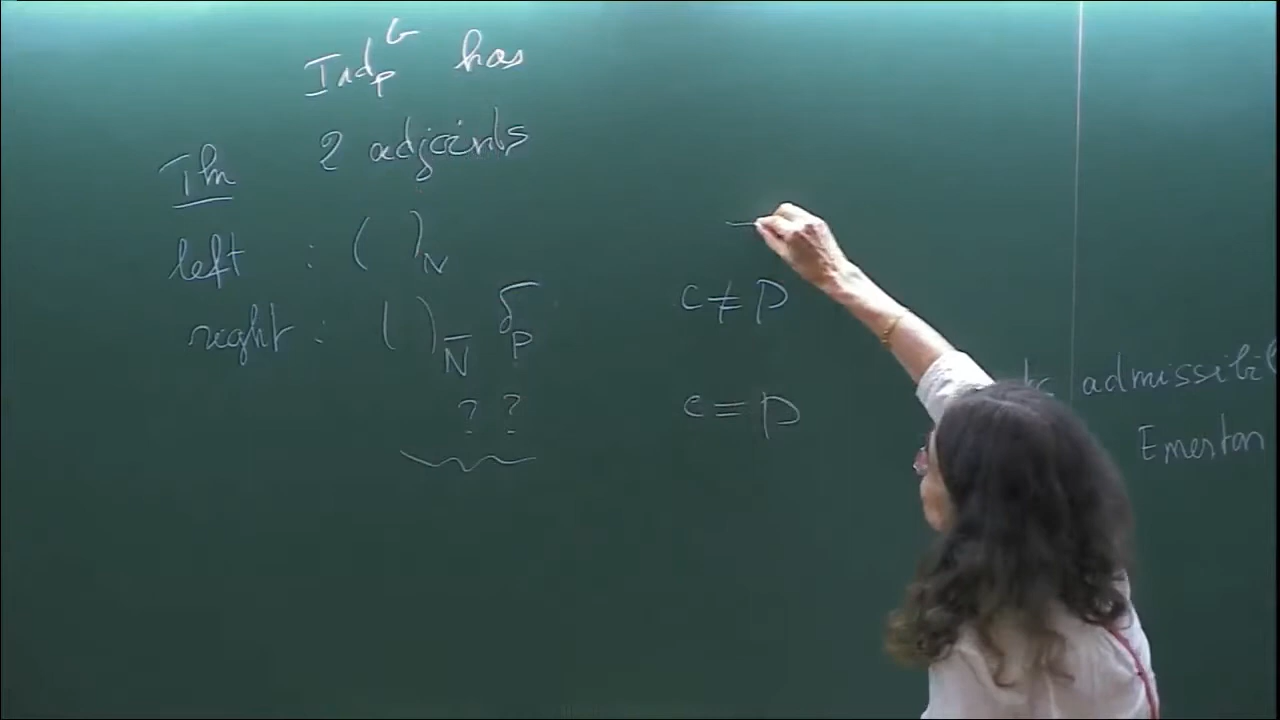 Ind_P^G has
2 adjoints
Thm
left : ( )_N
right : ( )_N̄ δ_P
? ?
c ≠ p
c = p
admissibil
Emerton